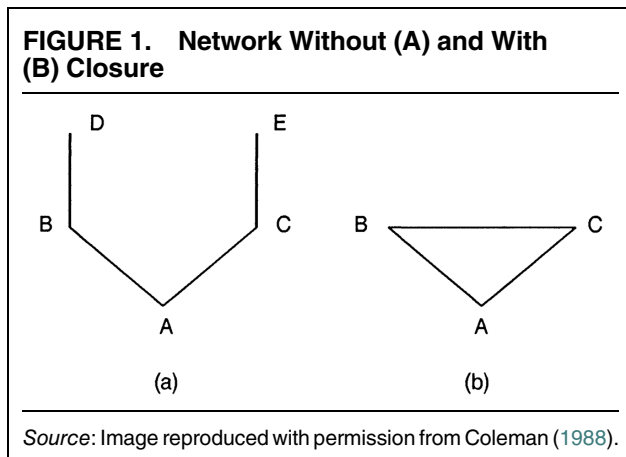 FIGURE 1. Network Without (A) and With
(B) Closure
D E
B C B C
A A
(a) (b)
Source: Image reproduced with permission from Coleman (1988).